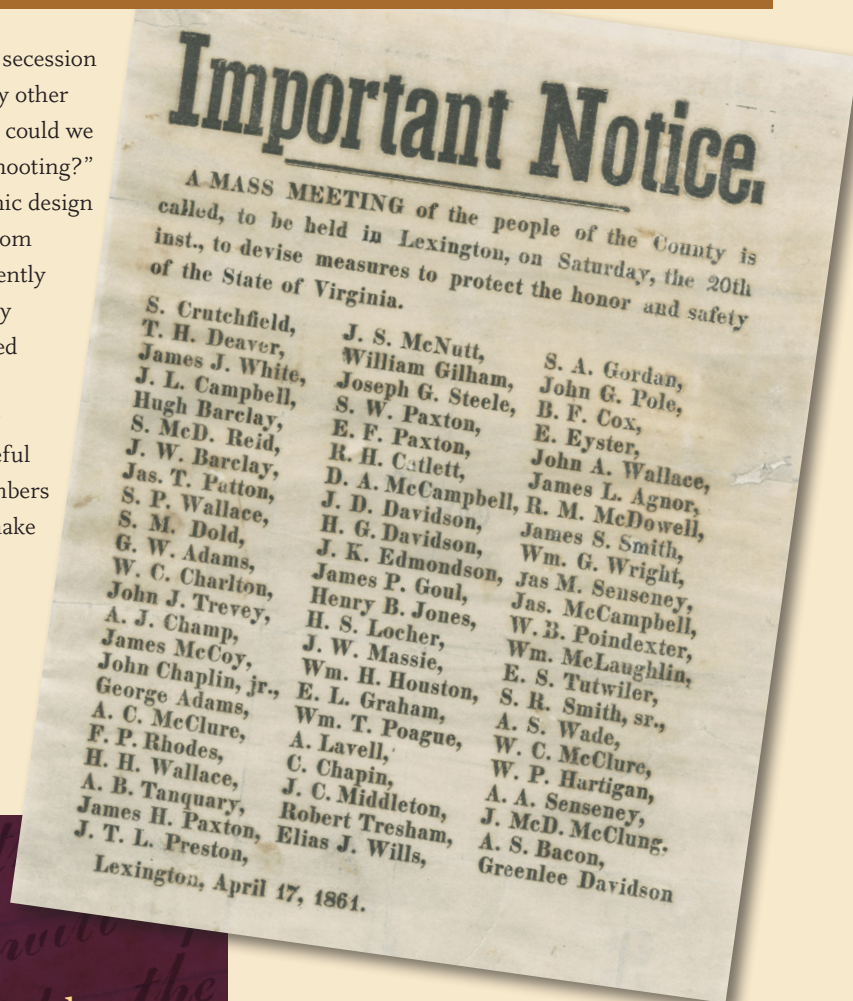 secession
y other
could we
hooting?”
nic design
om
ently
y
ed
eful
mbers
nake
Important Notice.
A MASS MEETING of the people of the County is
called, to be held in Lexington, on Saturday, the 20th
inst., to devise measures to protect the honor and safety
of the State of Virginia.
S. Crutchfield,
T. H. Deaver,
James J. White,
J. L. Campbell,
Hugh Barclay,
S. McD. Reid,
J. W. Barclay,
Jas. T. Patton,
S. P. Wallace,
S. M. Dold,
G. W. Adams,
W. C. Charlton,
John J. Trevey,
A. J. Champ,
James McCoy,
John Chaplin, jr.,
George Adams,
A. C. McClure,
F. P. Rhodes,
H. H. Wallace,
A. B. Tanquary,
James H. Paxton,
J. T. L. Preston,
J. S. McNutt,
William Gilham,
Joseph G. Steele,
S. W. Paxton,
E. F. Paxton,
R. H. Catlett,
D. A. McCampbell,
J. D. Davidson,
H. G. Davidson,
J. K. Edmondson,
James P. Goul,
Henry B. Jones,
H. S. Locher,
J. W. Massie,
Wm. H. Houston,
E. L. Graham,
Wm. T. Poague,
A. Lavell,
C. Chapin,
J. C. Middleton,
Robert Tresham,
Elias J. Wills,
S. A. Gordan,
John G. Pole,
B. F. Cox,
E. Eyster,
John A. Wallace,
James L. Agnor,
R. M. McDowell,
James S. Smith,
Wm. G. Wright,
Jas M. Senseney,
Jas. McCampbell,
W. B. Poindexter,
Wm. McLaughlin,
E. S. Tutwiler,
S. R. Smith, sr.,
A. S. Wade,
W. C. McClure,
W. P. Hartigan,
A. A. Senseney,
J. McD. McClung.
A. S. Bacon,
Greenlee Davidson
Lexington, April 17, 1861.
the